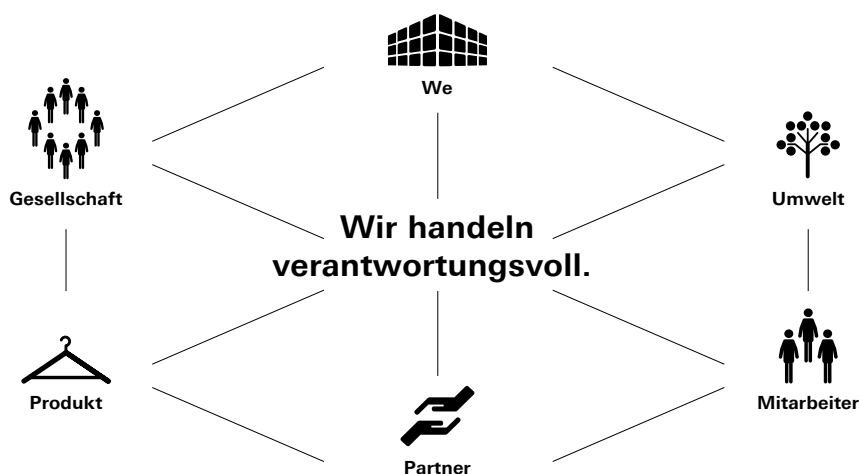 We
Gesellschaft
Umwelt
Wir handeln
verantwortungsvoll.
Produkt
Mitarbeiter
Partner